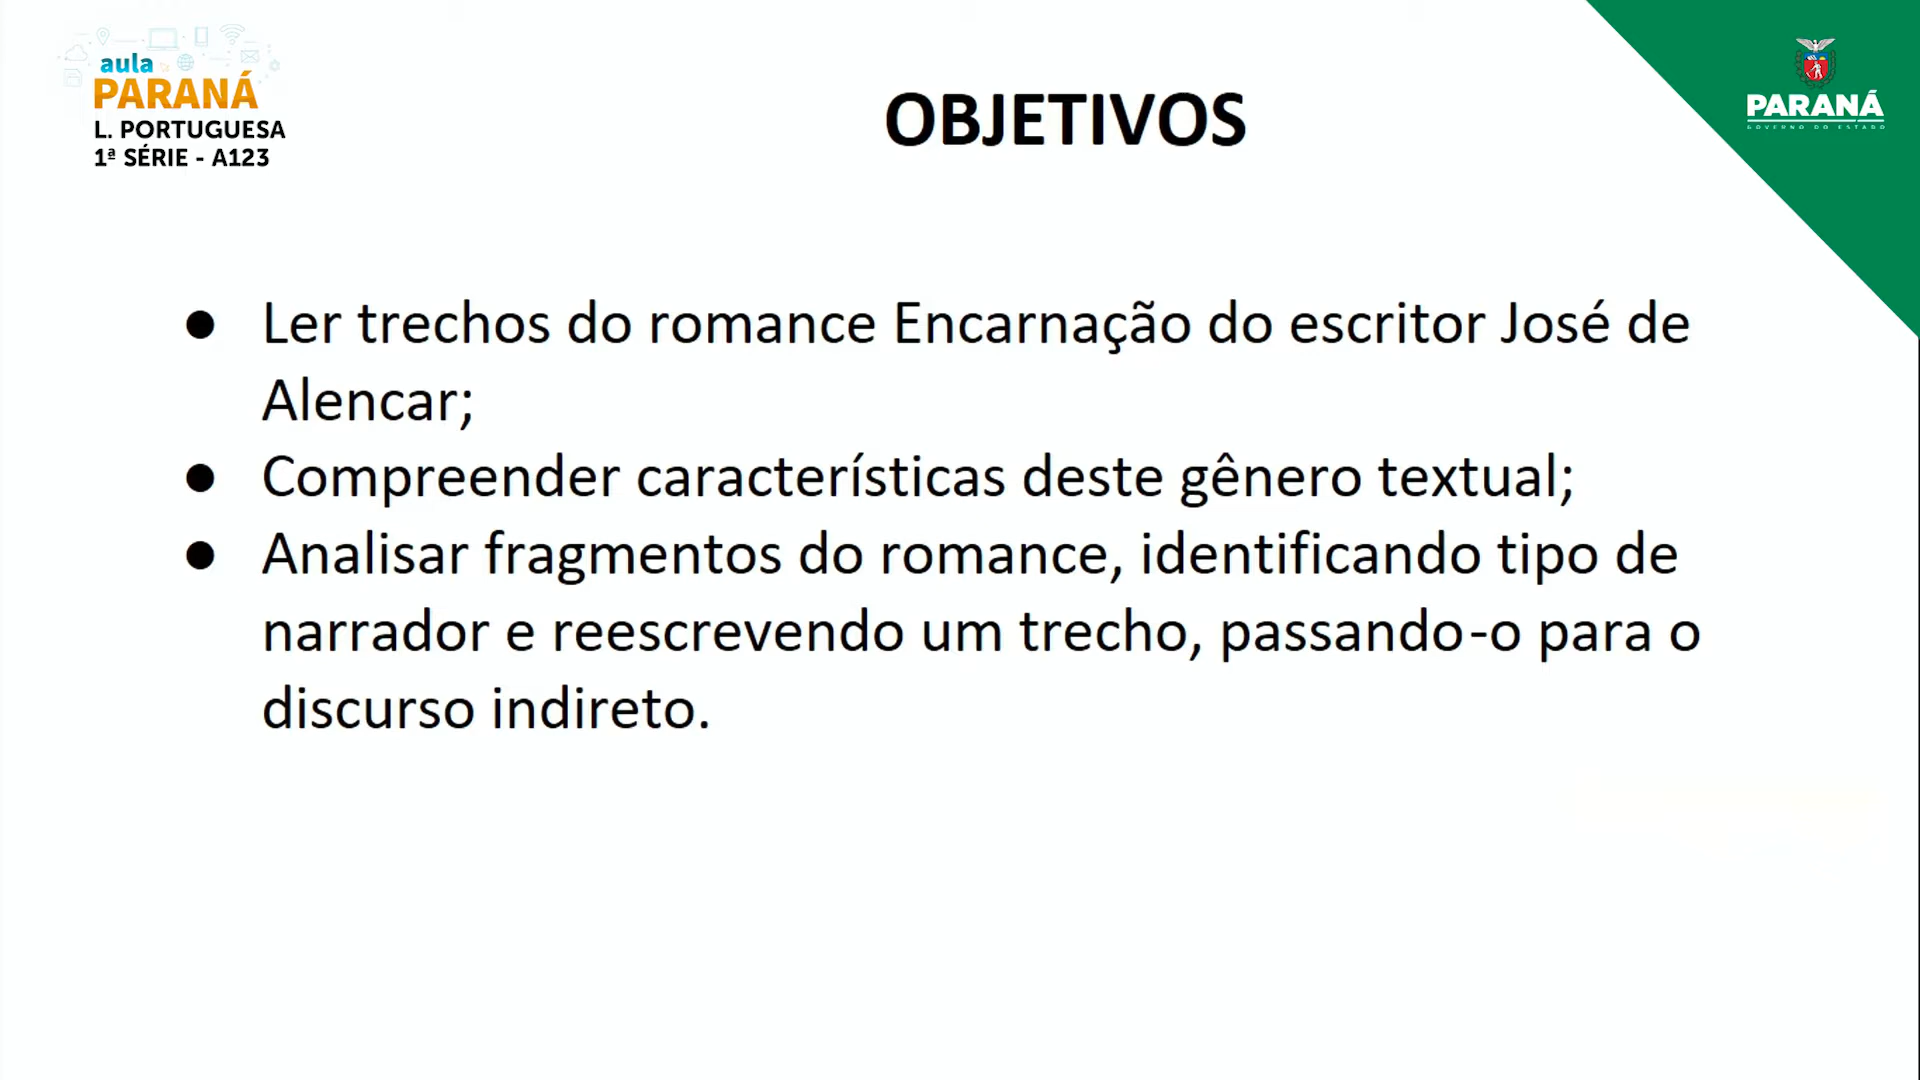 aula
PARANÁ
L. PORTUGUESA
1ª SÉRIE - A123
OBJETIVOS
PARANÁ
GOVERNO DO ESTADO
● Ler trechos do romance Encarnação do escritor José de
Alencar;
● Compreender características deste gênero textual;
● Analisar fragmentos do romance, identificando tipo de
narrador e reescrevendo um trecho, passando-o para o
discurso indireto.